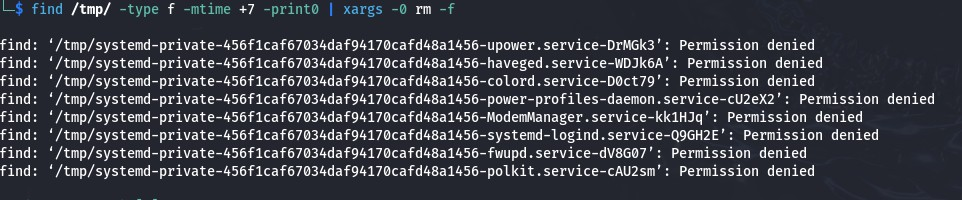 └─$ find /tmp/ -type f -mtime +7 -print0 | xargs -0 rm -f
find: ‘/tmp/systemd-private-456f1caf67034daf94170cafd48a1456-upower.service-DrMGk3’: Permission denied
find: ‘/tmp/systemd-private-456f1caf67034daf94170cafd48a1456-haveged.service-WDJk6A’: Permission denied
find: ‘/tmp/systemd-private-456f1caf67034daf94170cafd48a1456-colord.service-D0ct79’: Permission denied
find: ‘/tmp/systemd-private-456f1caf67034daf94170cafd48a1456-power-profiles-daemon.service-cU2eX2’: Permission denied
find: ‘/tmp/systemd-private-456f1caf67034daf94170cafd48a1456-ModemManager.service-kk1HJq’: Permission denied
find: ‘/tmp/systemd-private-456f1caf67034daf94170cafd48a1456-systemd-logind.service-Q9GH2E’: Permission denied
find: ‘/tmp/systemd-private-456f1caf67034daf94170cafd48a1456-fwupd.service-dV8G07’: Permission denied
find: ‘/tmp/systemd-private-456f1caf67034daf94170cafd48a1456-polkit.service-cAU2sm’: Permission denied